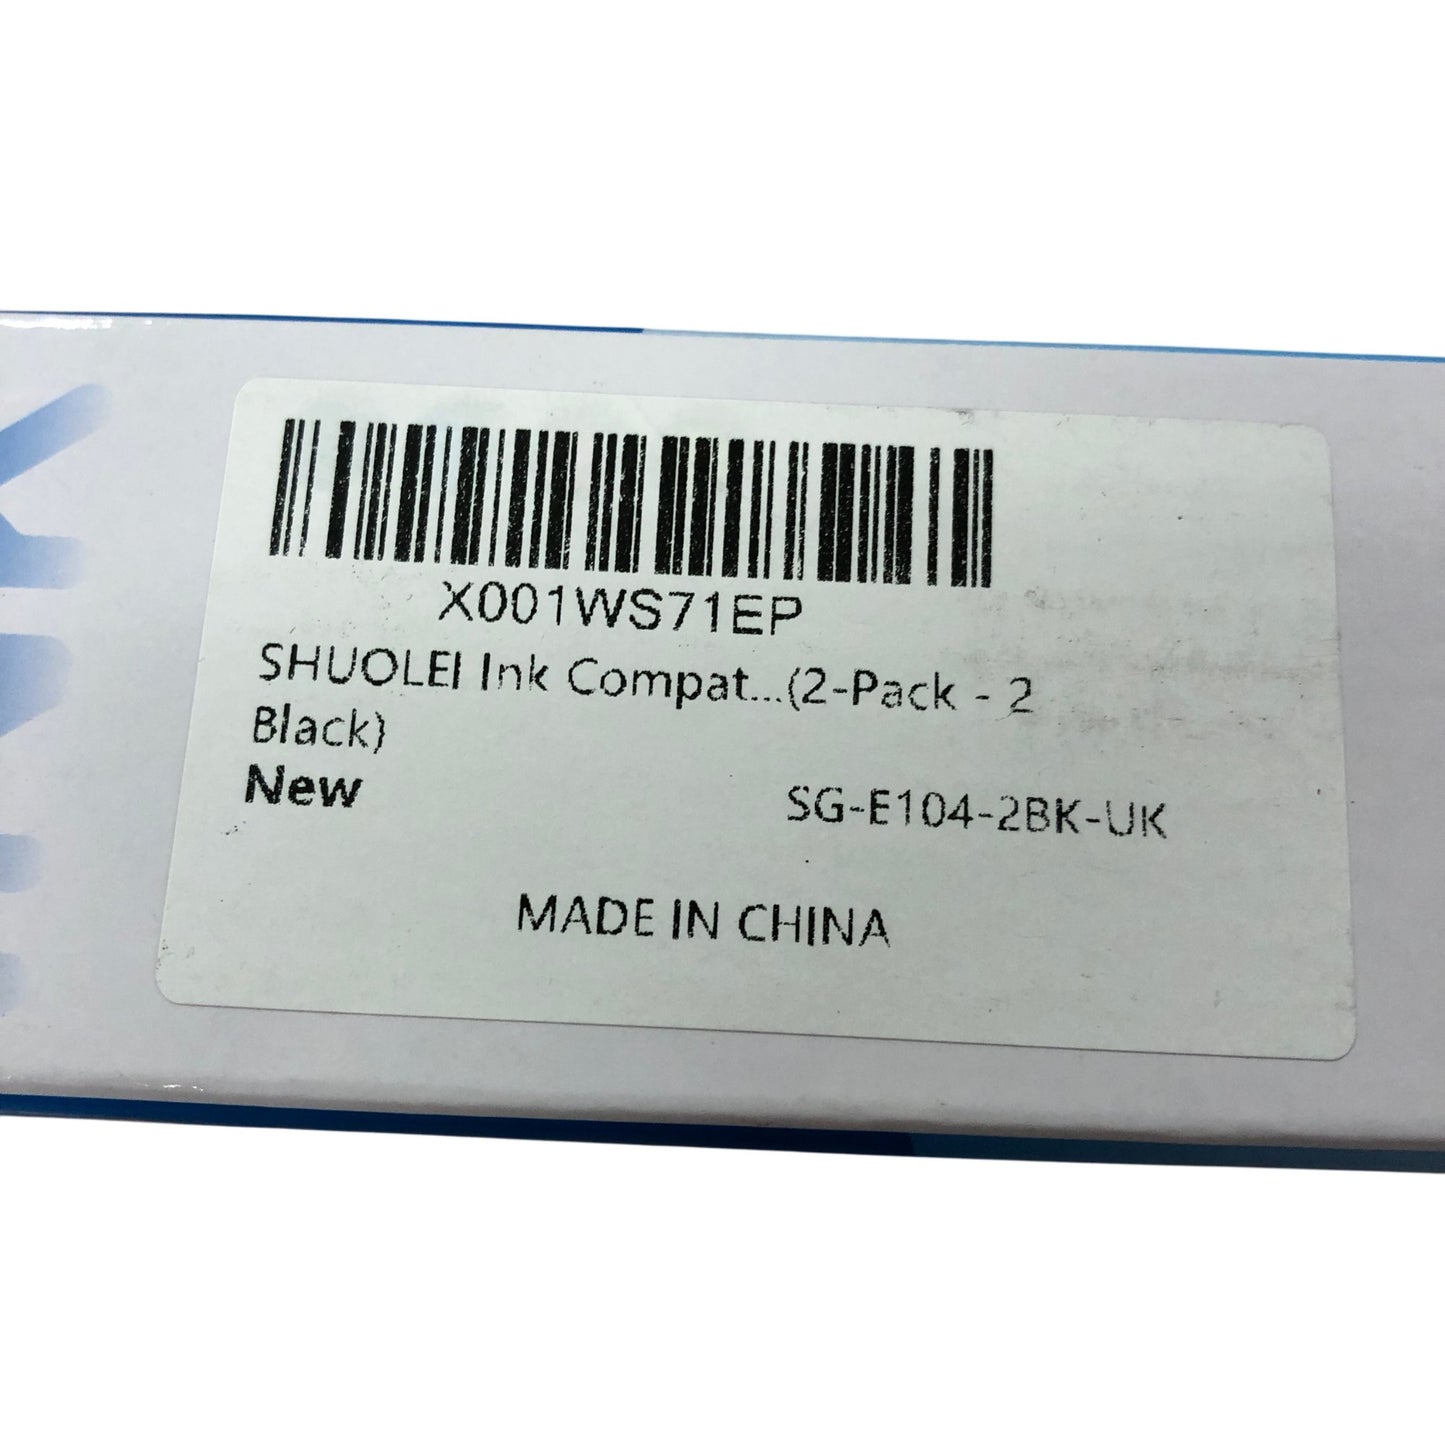 X001WS71EP
SHUOLEI Ink Compat...(2-Pack - 2
Black)
New
SG-E104-2BK-UK
MADE IN CHINA